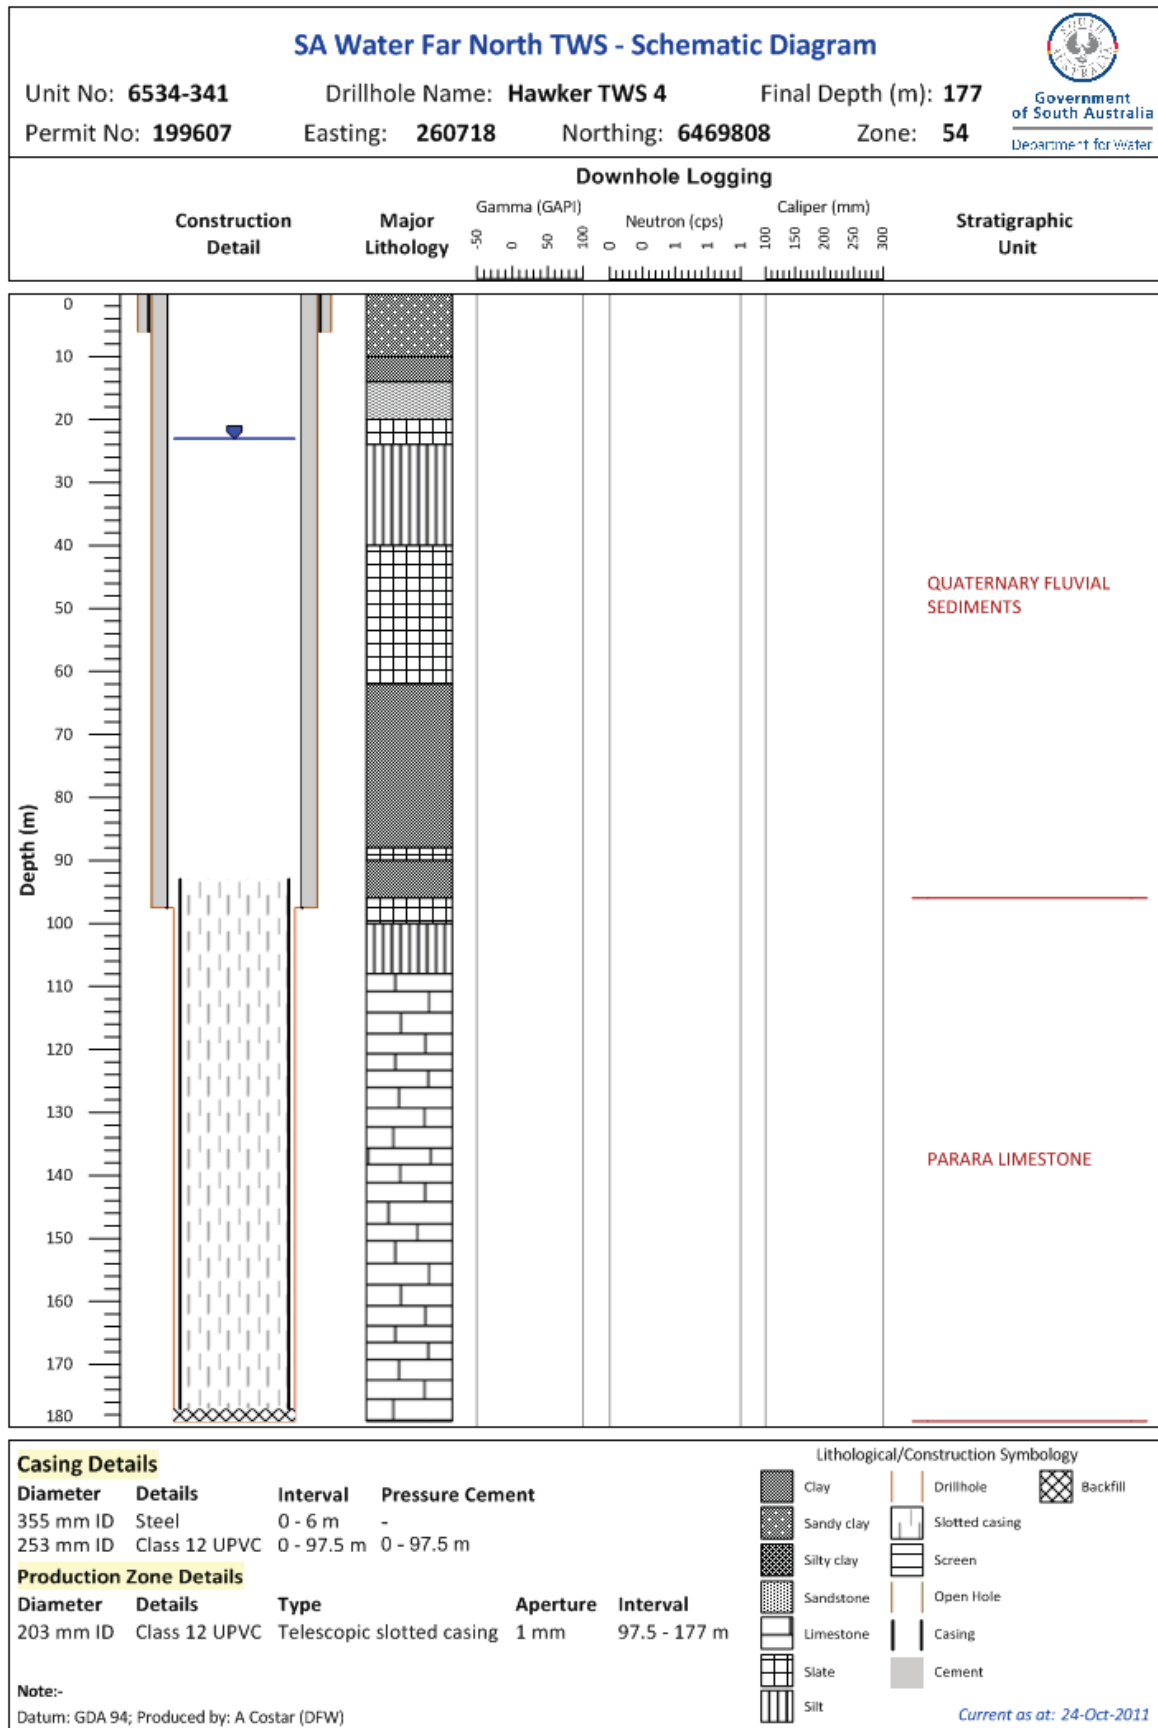 SA Water Far North TWS - Schematic Diagram
Unit No: 6534-341 Drillhole Name: Hawker TWS 4 Final Depth (m): 177
Permit No: 199607 Easting: 260718 Northing: 6469808 Zone: 54
SOUTH AUSTRALIA
Government
of South Australia
Department for Water
Downhole Logging
Construction
Detail
Major
Lithology
Gamma (GAPI)
-50 0 50 100
Neutron (cps)
0 0 1 1 1
Caliper (mm)
100 150 200 250 300
Stratigraphic
Unit
Depth (m)
0
10
20
30
40
50
60
70
80
90
100
110
120
130
140
150
160
170
180
QUATERNARY FLUVIAL
SEDIMENTS
PARARA LIMESTONE
Casing Details
Diameter Details Interval Pressure Cement
355 mm ID Steel 0 - 6 m -
253 mm ID Class 12 UPVC 0 - 97.5 m 0 - 97.5 m
Production Zone Details
Diameter Details Type Aperture Interval
203 mm ID Class 12 UPVC Telescopic slotted casing 1 mm 97.5 - 177 m
Note:-
Datum: GDA 94; Produced by: A Costar (DFW)
Lithological/Construction Symbology
Clay Drillhole Backfill
Sandy clay Slotted casing
Silty clay Screen
Sandstone Open Hole
Limestone Casing
Slate Cement
Silt
Current as at: 24-Oct-2011